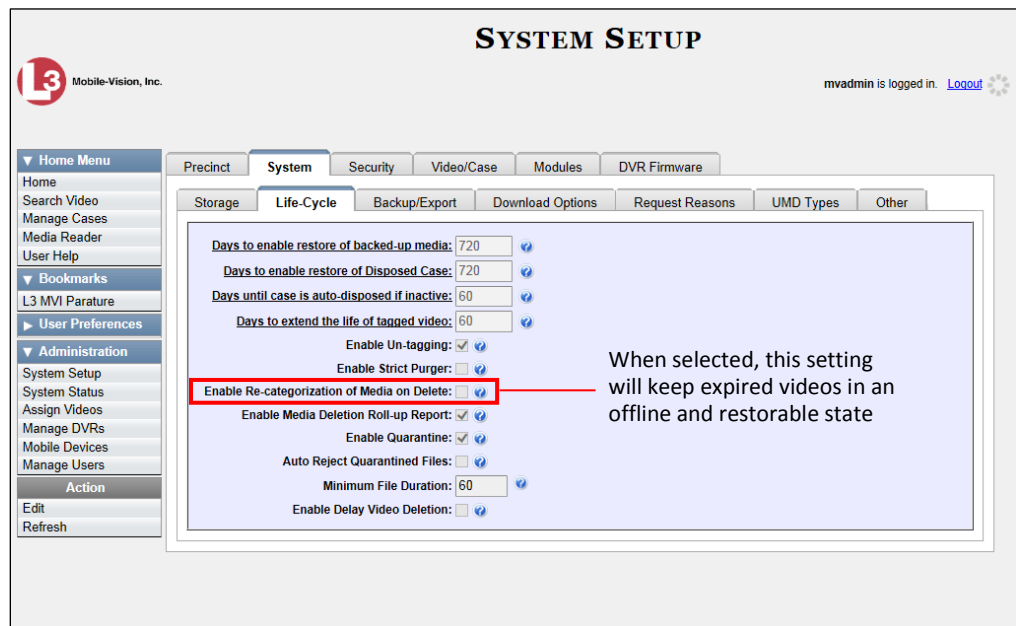 SYSTEM SETUP
L3 Mobile-Vision, Inc.
mvadmin is logged in. Logout
▼ Home Menu
Home
Search Video
Manage Cases
Media Reader
User Help
▼ Bookmarks
L3 MVI Parature
▶ User Preferences
▼ Administration
System Setup
System Status
Assign Videos
Manage DVRs
Mobile Devices
Manage Users
Action
Edit
Refresh
Precinct System Security Video/Case Modules DVR Firmware
Storage Life-Cycle Backup/Export Download Options Request Reasons UMD Types Other
Days to enable restore of backed-up media: 720 ?
Days to enable restore of Disposed Case: 720 ?
Days until case is auto-disposed if inactive: 60 ?
Days to extend the life of tagged video: 60 ?
Enable Un-tagging: ?
Enable Strict Purger: ?
Enable Re-categorization of Media on Delete: ?
Enable Media Deletion Roll-up Report: ?
Enable Quarantine: ?
Auto Reject Quarantined Files: ?
Minimum File Duration: 60 ?
Enable Delay Video Deletion: ?
When selected, this setting
will keep expired videos in an
offline and restorable state